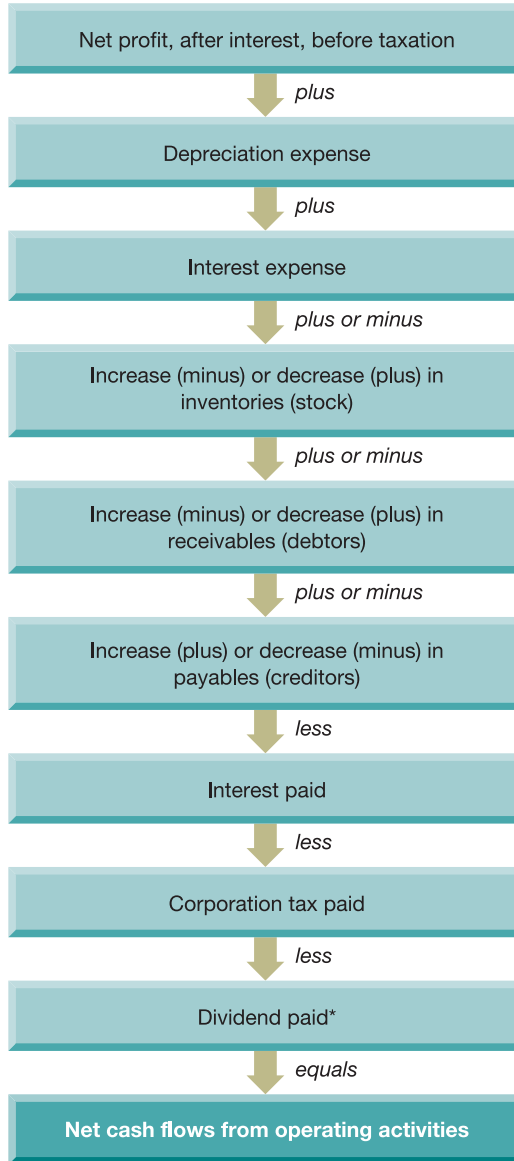 Net profit, after interest, before taxation
plus
Depreciation expense
plus
Interest expense
plus or minus
Increase (minus) or decrease (plus) in
inventories (stock)
plus or minus
Increase (minus) or decrease (plus) in
receivables (debtors)
plus or minus
Increase (plus) or decrease (minus) in
payables (creditors)
less
Interest paid
less
Corporation tax paid
less
Dividend paid*
equals
Net cash flows from operating activities